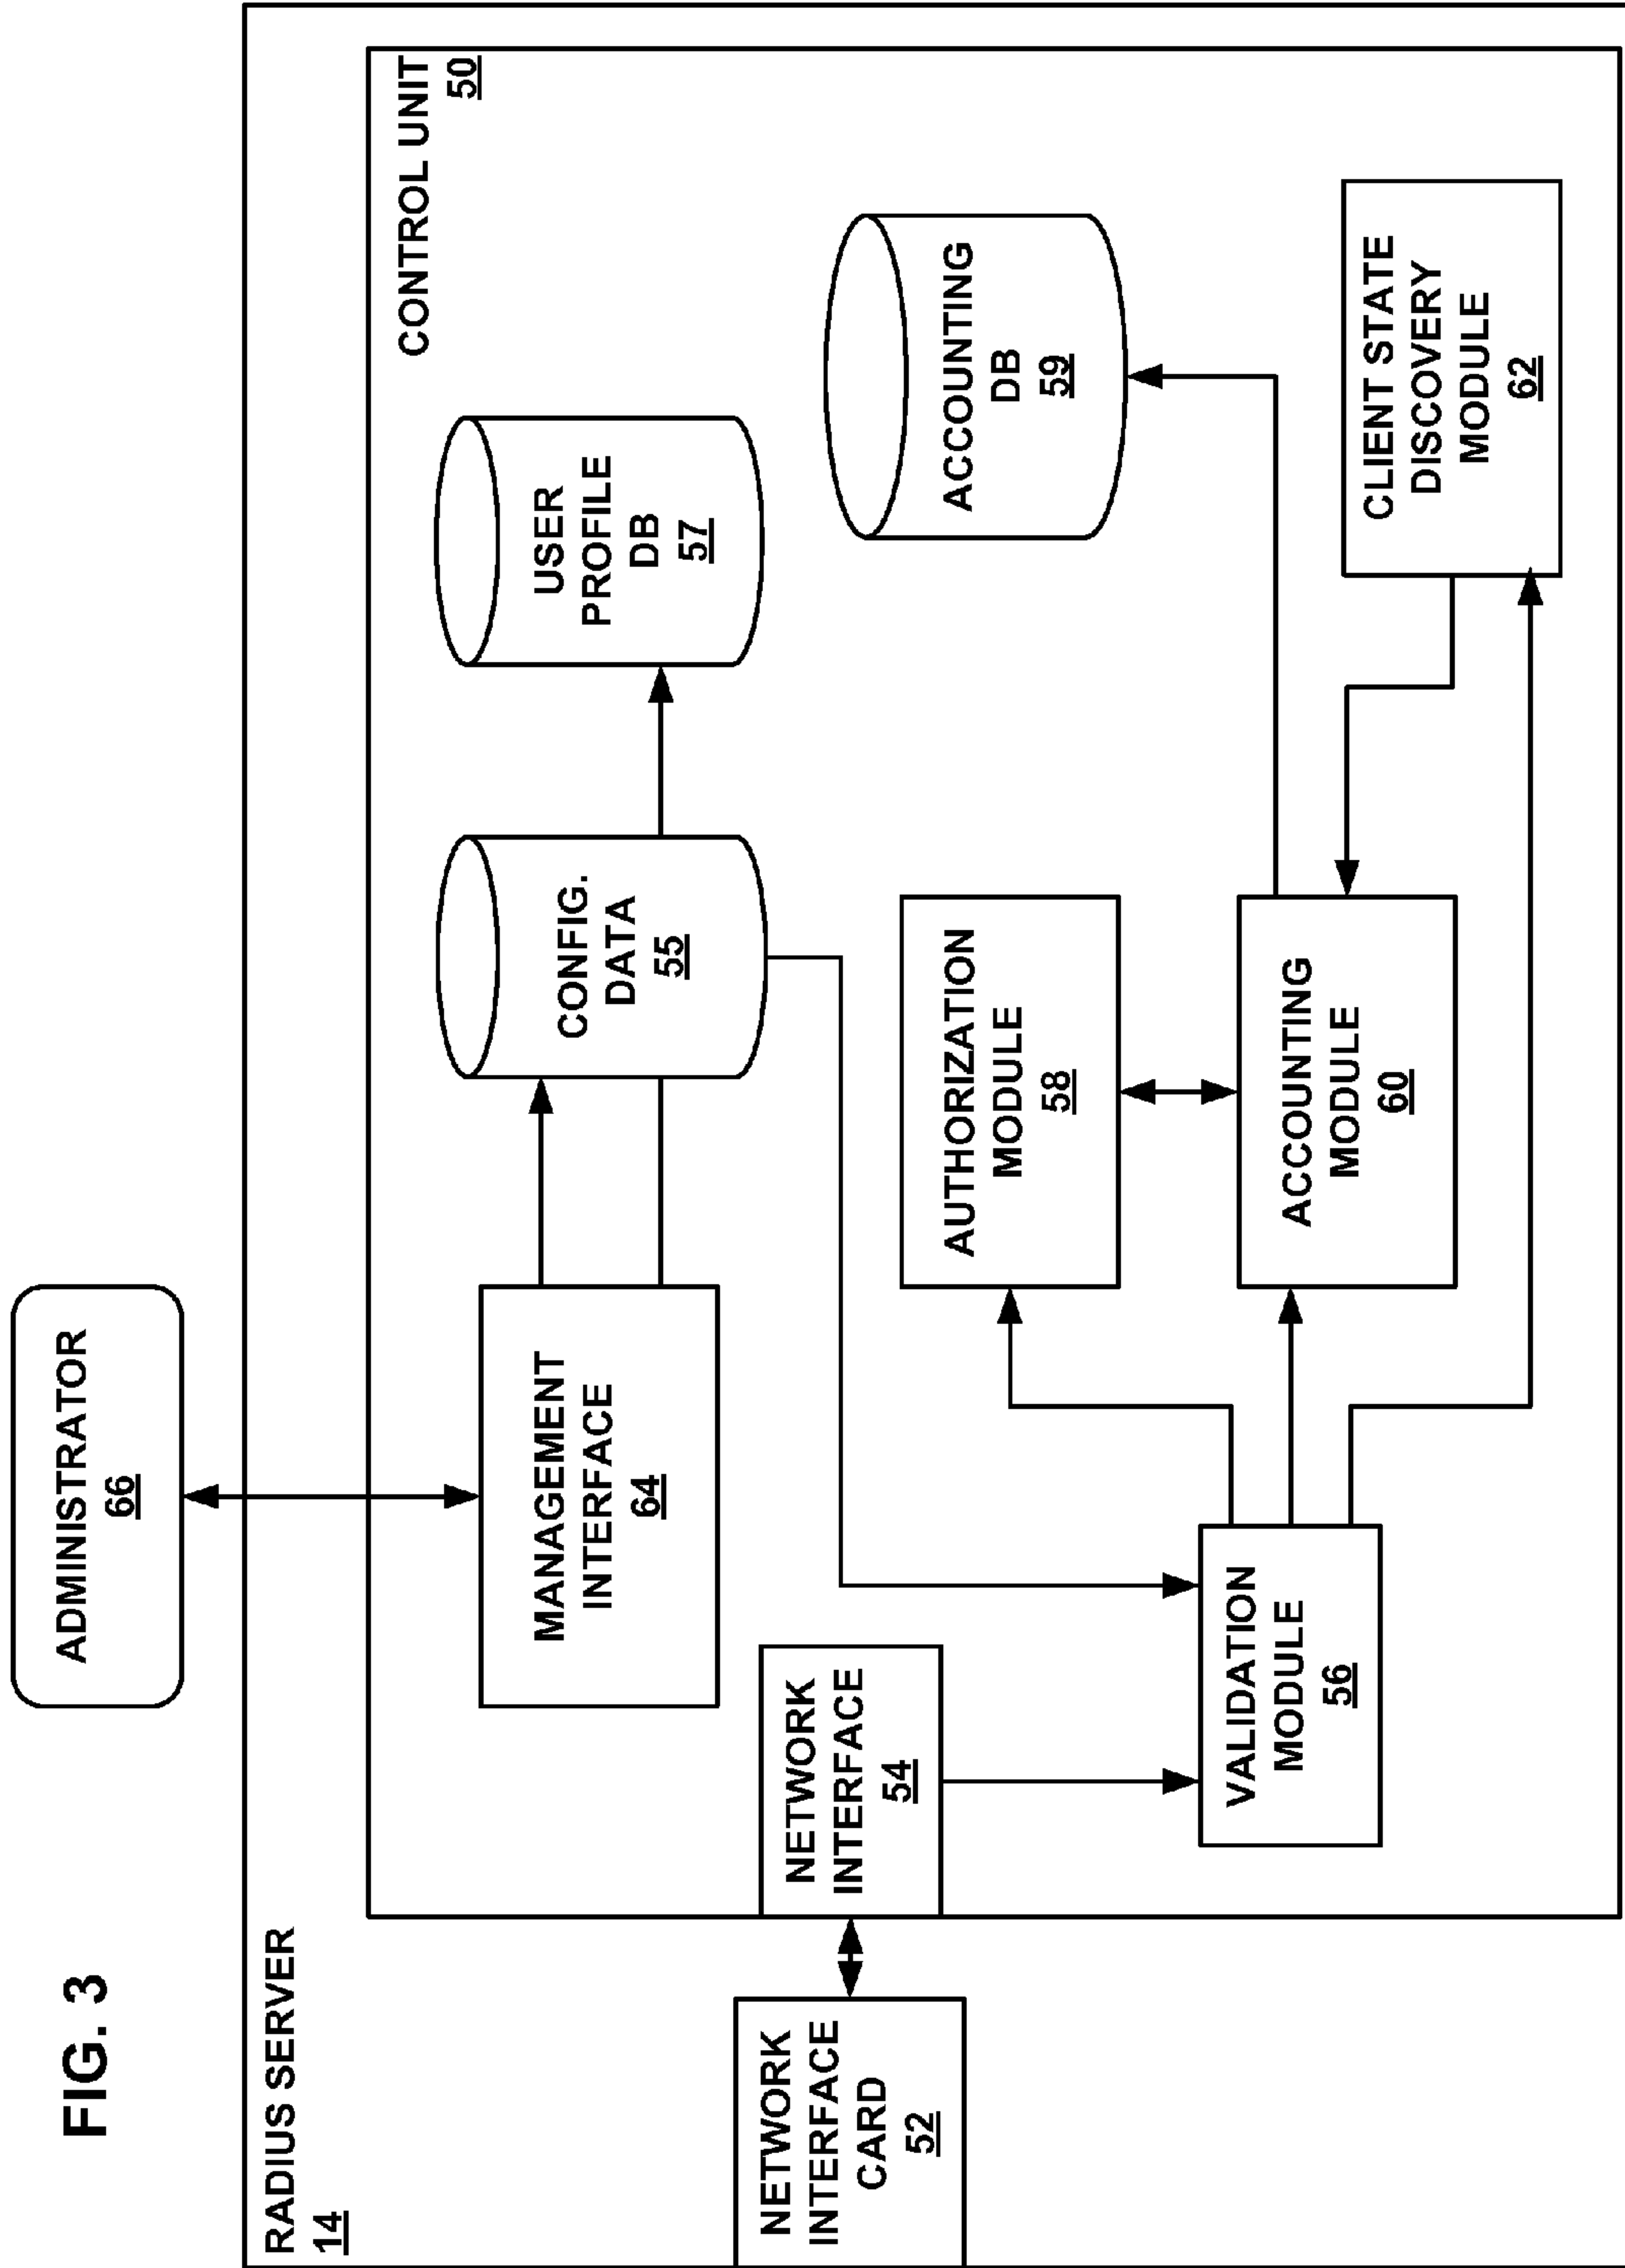 FIG. 3
ADMINISTRATOR
66
RADIUS SERVER
14
CONTROL UNIT
50
MANAGEMENT
INTERFACE
64
CONFIG.
DATA
55
USER
PROFILE
DB
57
NETWORK
INTERFACE
CARD
52
NETWORK
INTERFACE
54
AUTHORIZATION
MODULE
58
ACCOUNTING
DB
59
VALIDATION
MODULE
56
ACCOUNTING
MODULE
60
CLIENT STATE
DISCOVERY
MODULE
62